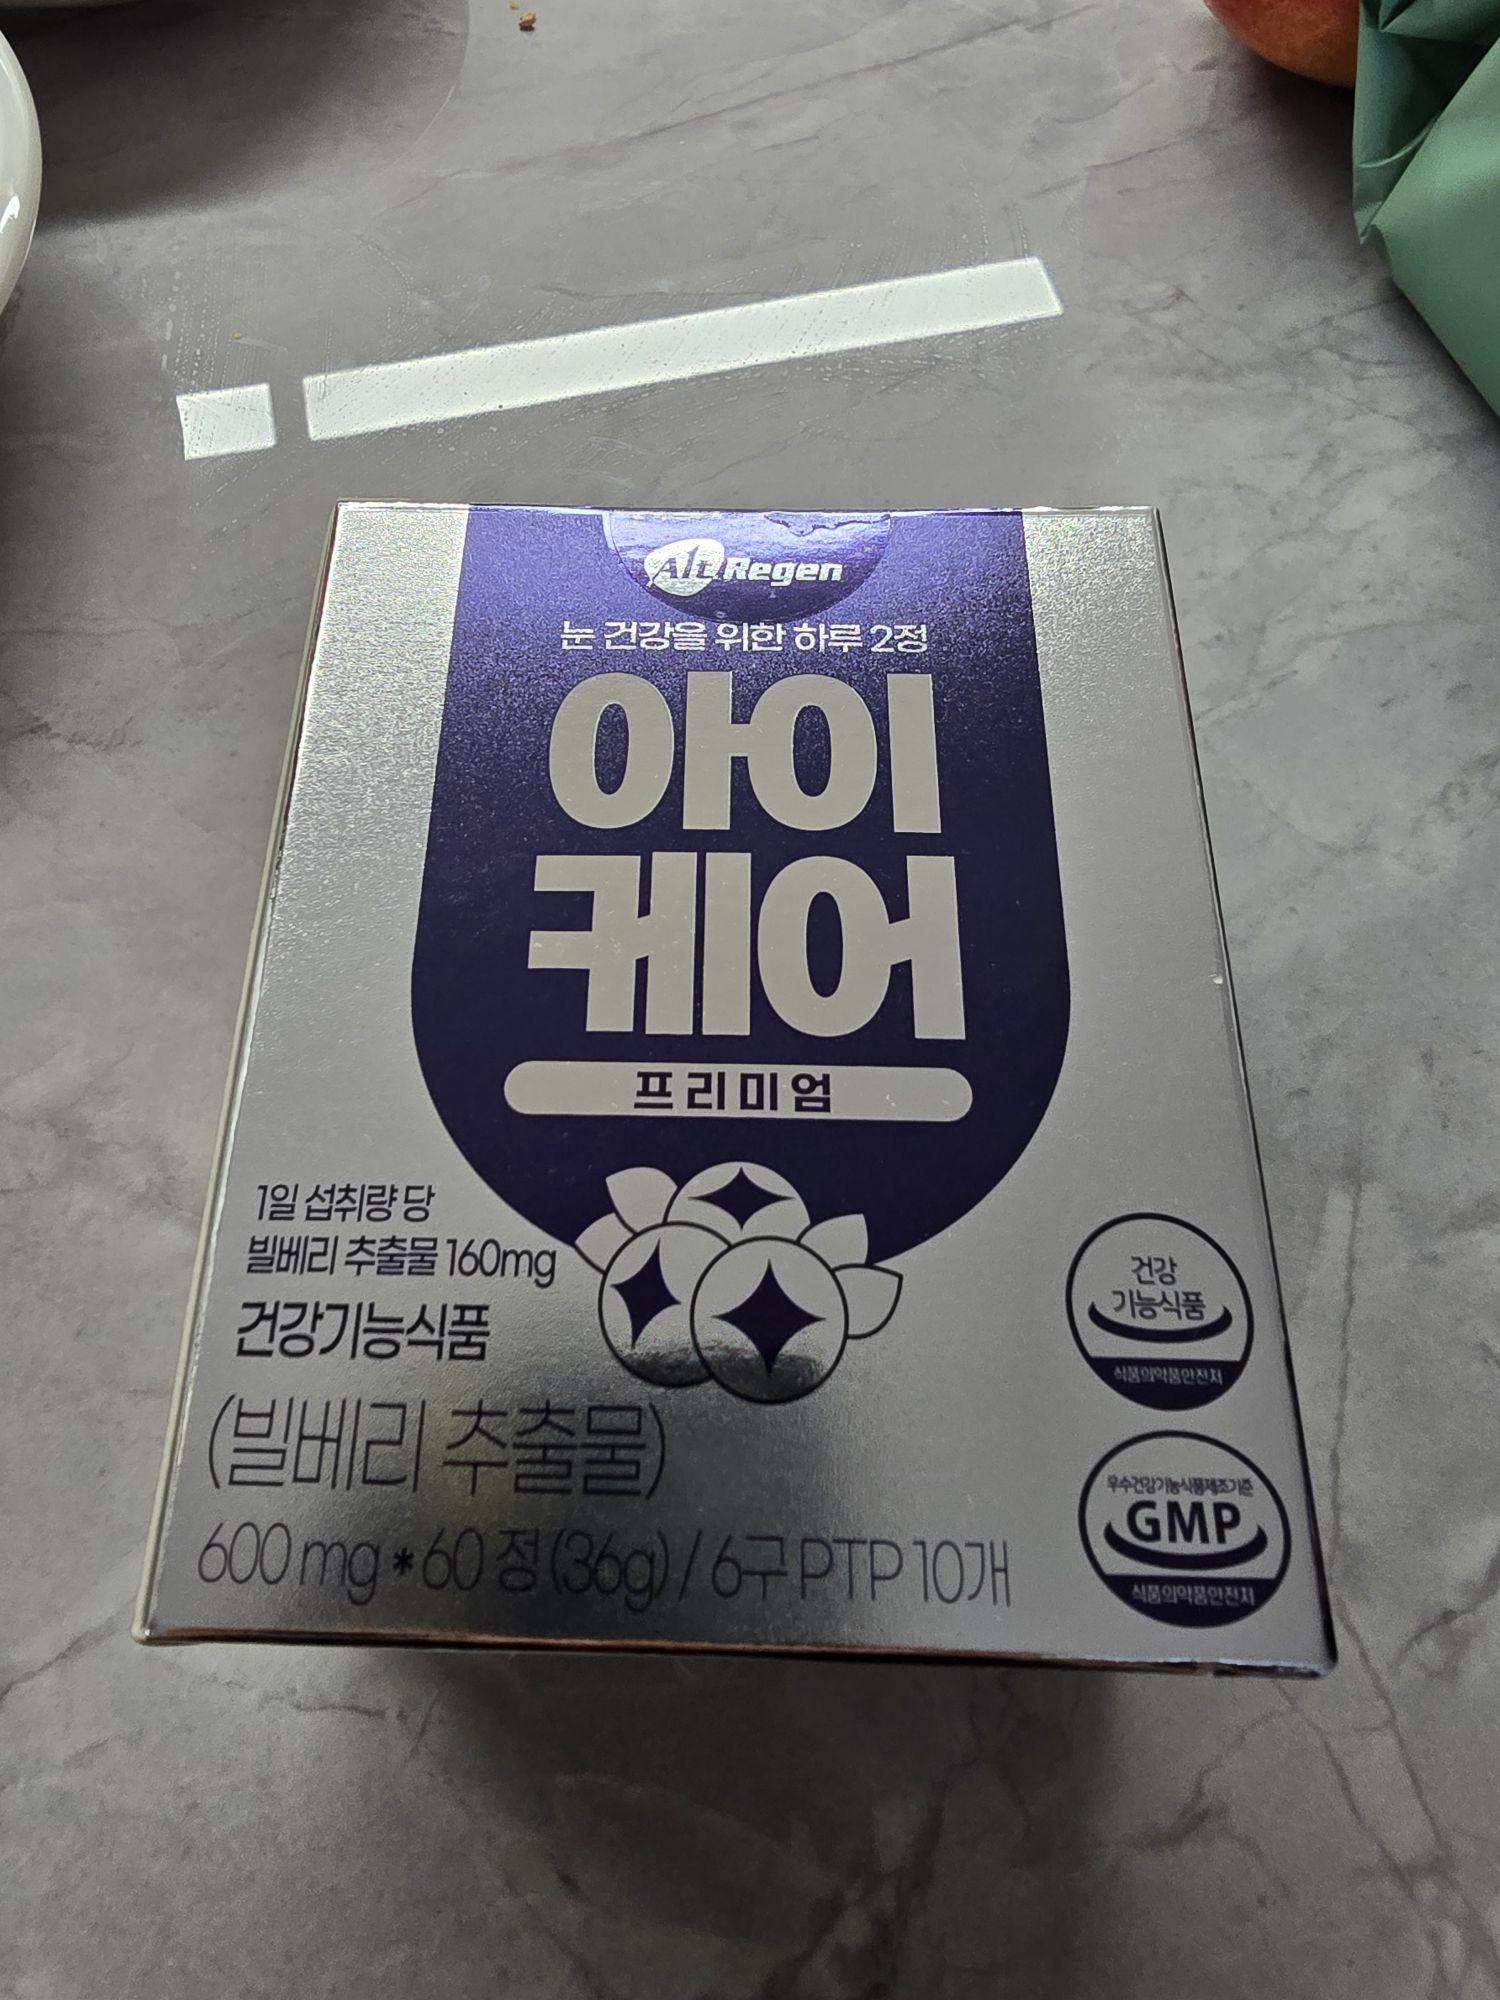 Alt.Regen
눈 건강을 위한 하루 2정
아이
케어
프리미엄
1일 섭취량 당
빌베리 추출물 160mg
건강기능식품
(빌베리 추출물)
600 mg * 60 정 (36g) / 6구 PTP 10개
건강
기능식품
식품의약품안전처
우수건강기능식품제조기준
GMP
식품의약품안전처